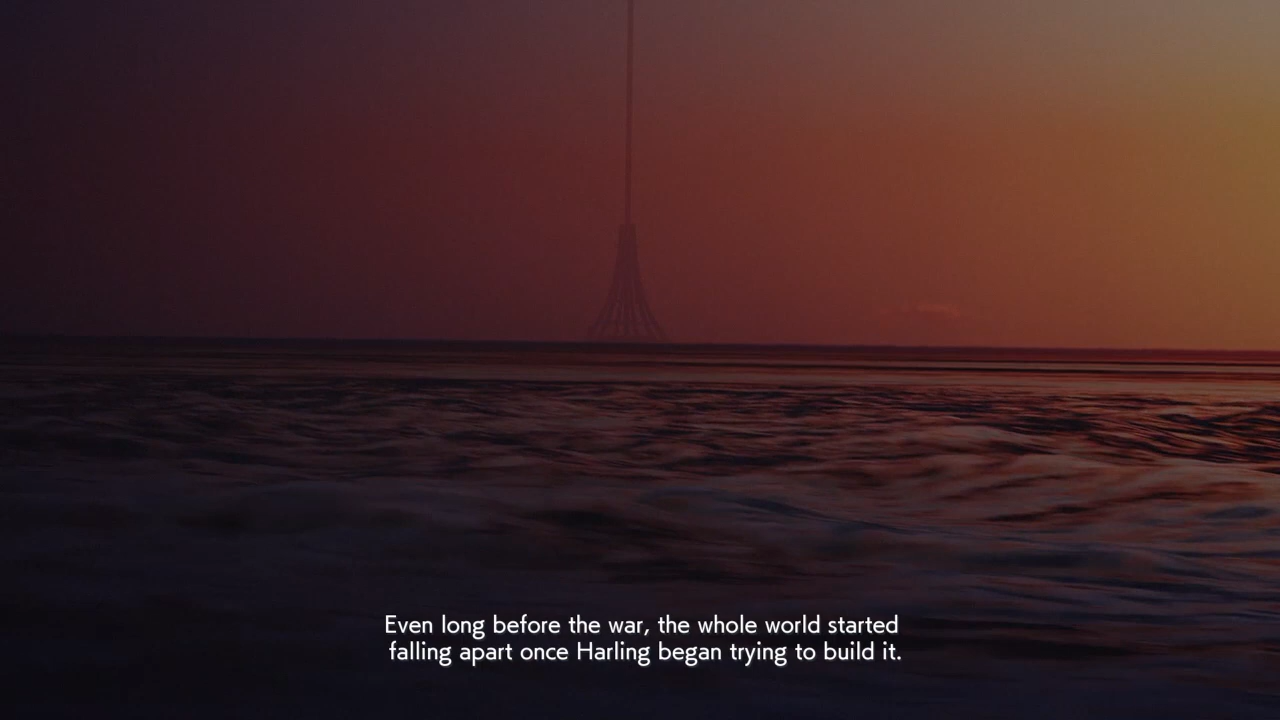 Even long before the war, the whole world started
falling apart once Harling began trying to build it.